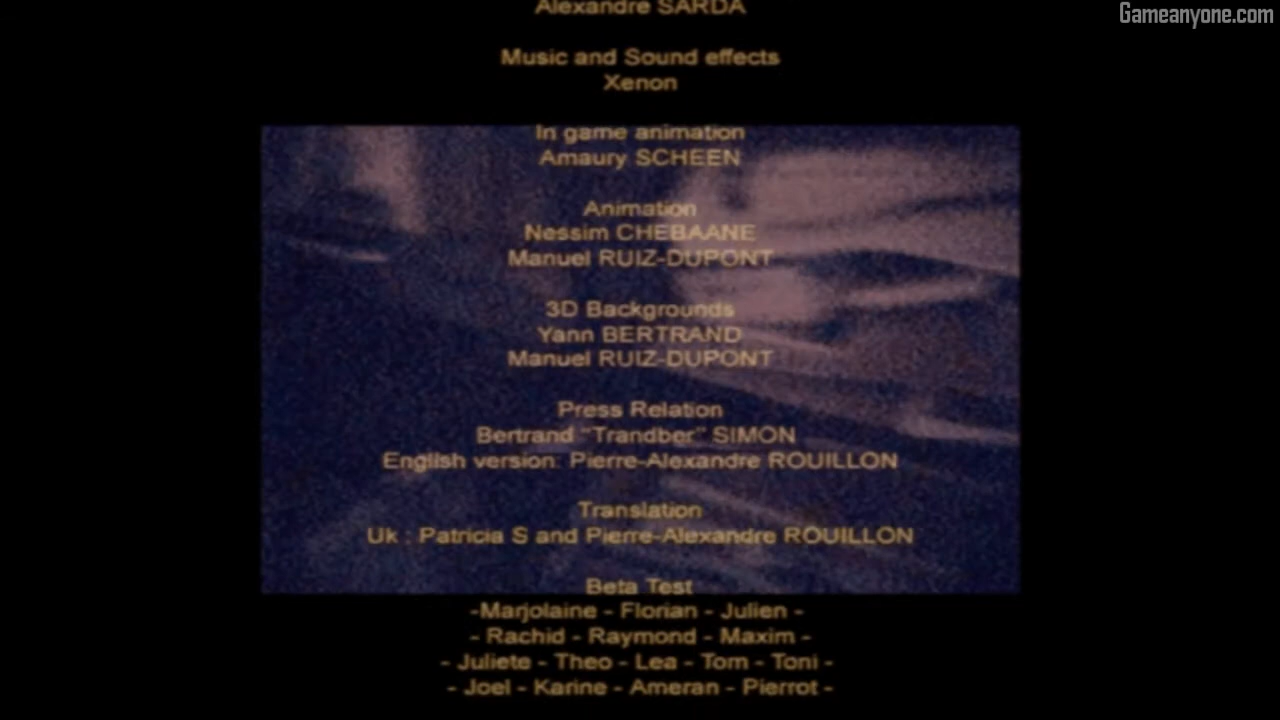 Gameanyone.com
Alexandre SARDA
Music and Sound effects
Xenon
In game animation
Amaury SCHEEN
Animation
Nessim CHEBAANE
Manuel RUIZ-DUPONT
3D Backgrounds
Yann BERTRAND
Manuel RUIZ-DUPONT
Press Relation
Bertrand "Trandber" SIMON
English version: Pierre-Alexandre ROUILLON
Translation
Uk : Patricia S and Pierre-Alexandre ROUILLON
Beta Test
-Marjolaine - Florian - Julien -
- Rachid - Raymond - Maxim -
- Juliete - Theo - Lea - Tom - Toni -
- Joel - Karine - Ameran - Pierrot -